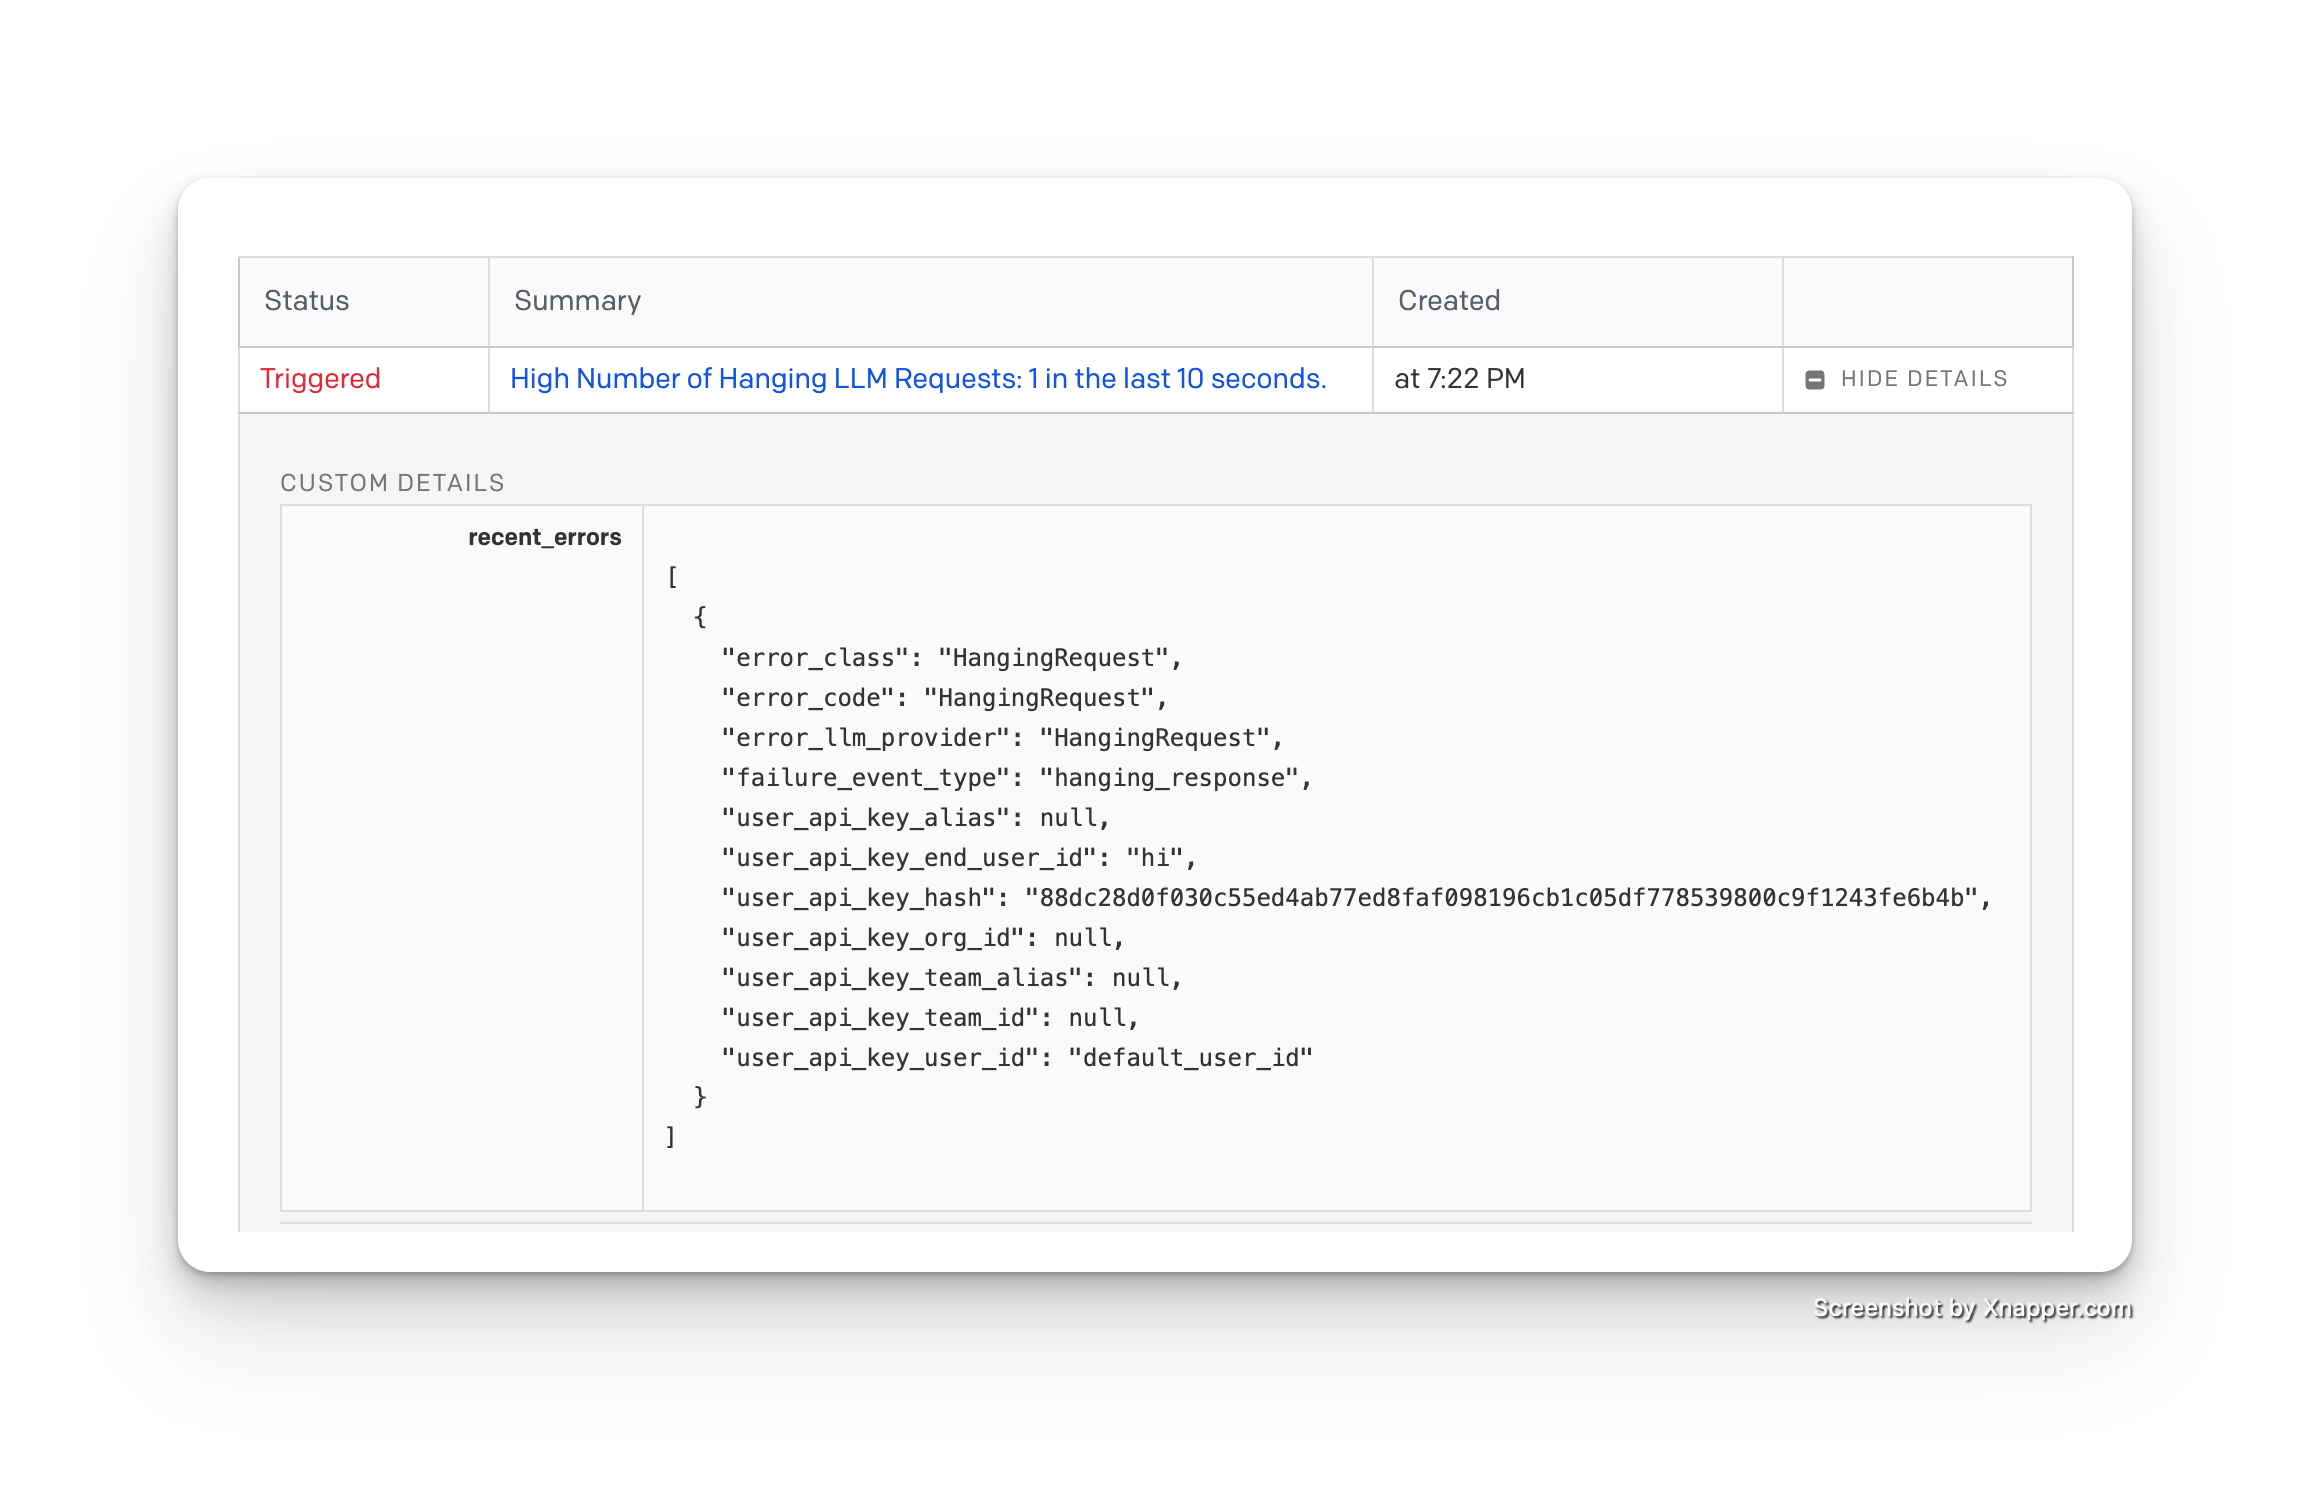 Status Summary Created
Triggered High Number of Hanging LLM Requests: 1 in the last 10 seconds. at 7:22 PM HIDE DETAILS
CUSTOM DETAILS
recent_errors
[
{
"error_class": "HangingRequest",
"error_code": "HangingRequest",
"error_llm_provider": "HangingRequest",
"failure_event_type": "hanging_response",
"user_api_key_alias": null,
"user_api_key_end_user_id": "hi",
"user_api_key_hash": "88dc28d0f030c55ed4ab77ed8faf098196cb1c05df778539800c9f1243fe6b4b",
"user_api_key_org_id": null,
"user_api_key_team_alias": null,
"user_api_key_team_id": null,
"user_api_key_user_id": "default_user_id"
}
]
Screenshot by Xnapper.com